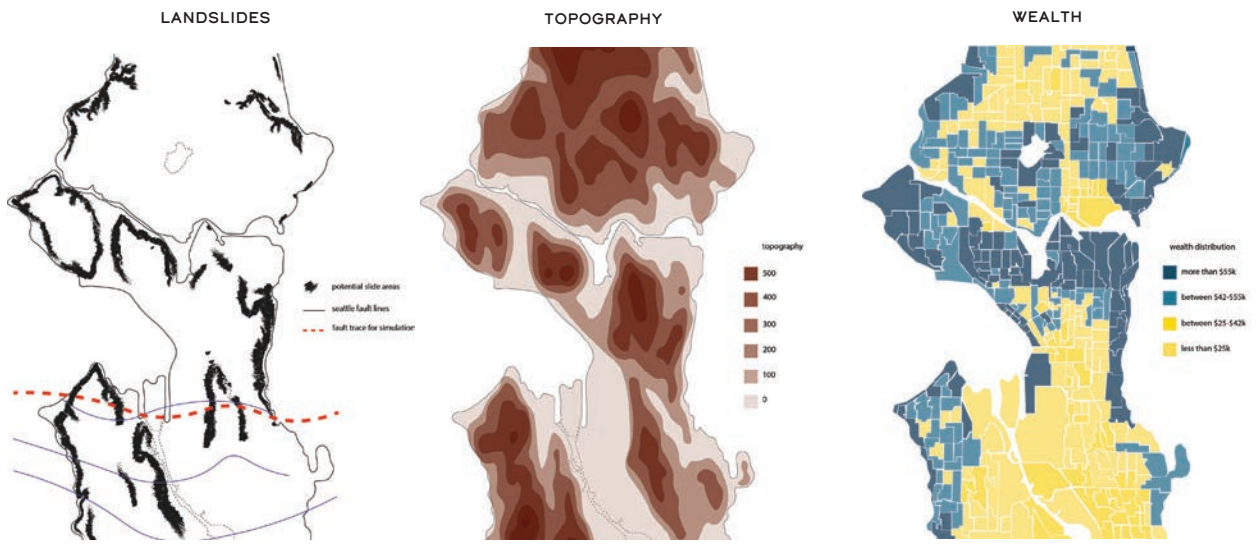 LANDSLIDES
TOPOGRAPHY
WEALTH
potential slide areas
seattle fault lines
fault trace for simulation
topography
500
400
300
200
100
0
wealth distribution
more than $55k
between $42-$55k
between $25-$42k
less than $25k